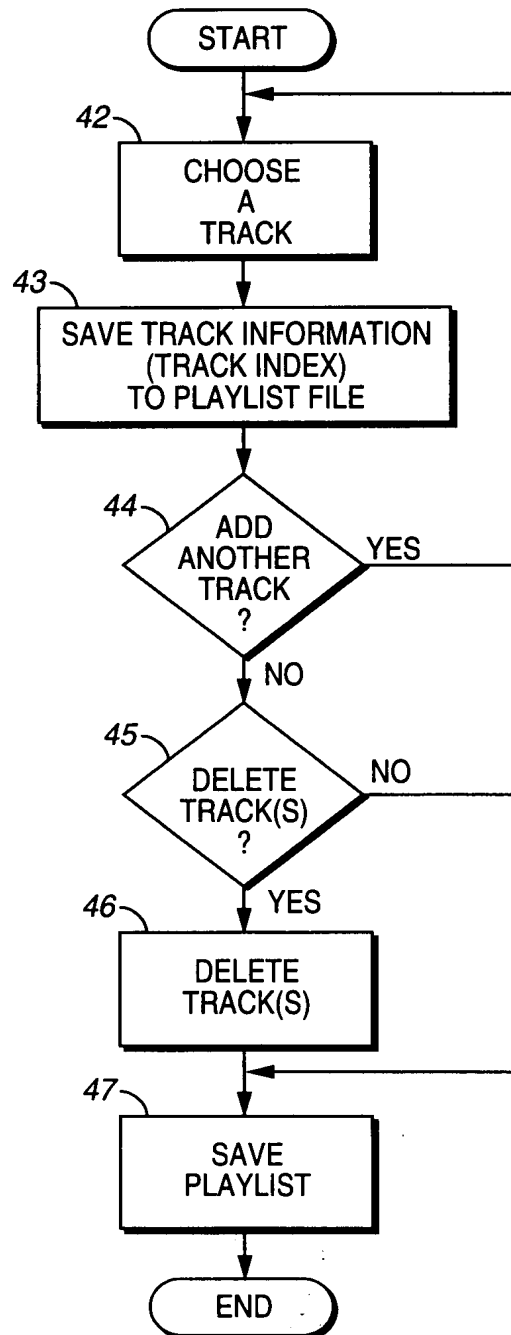 START
42
CHOOSE
A
TRACK
43
SAVE TRACK INFORMATION
(TRACK INDEX)
TO PLAYLIST FILE
44
ADD
ANOTHER
TRACK
?
YES
NO
45
DELETE
TRACK(S)
?
NO
YES
46
DELETE
TRACK(S)
47
SAVE
PLAYLIST
END